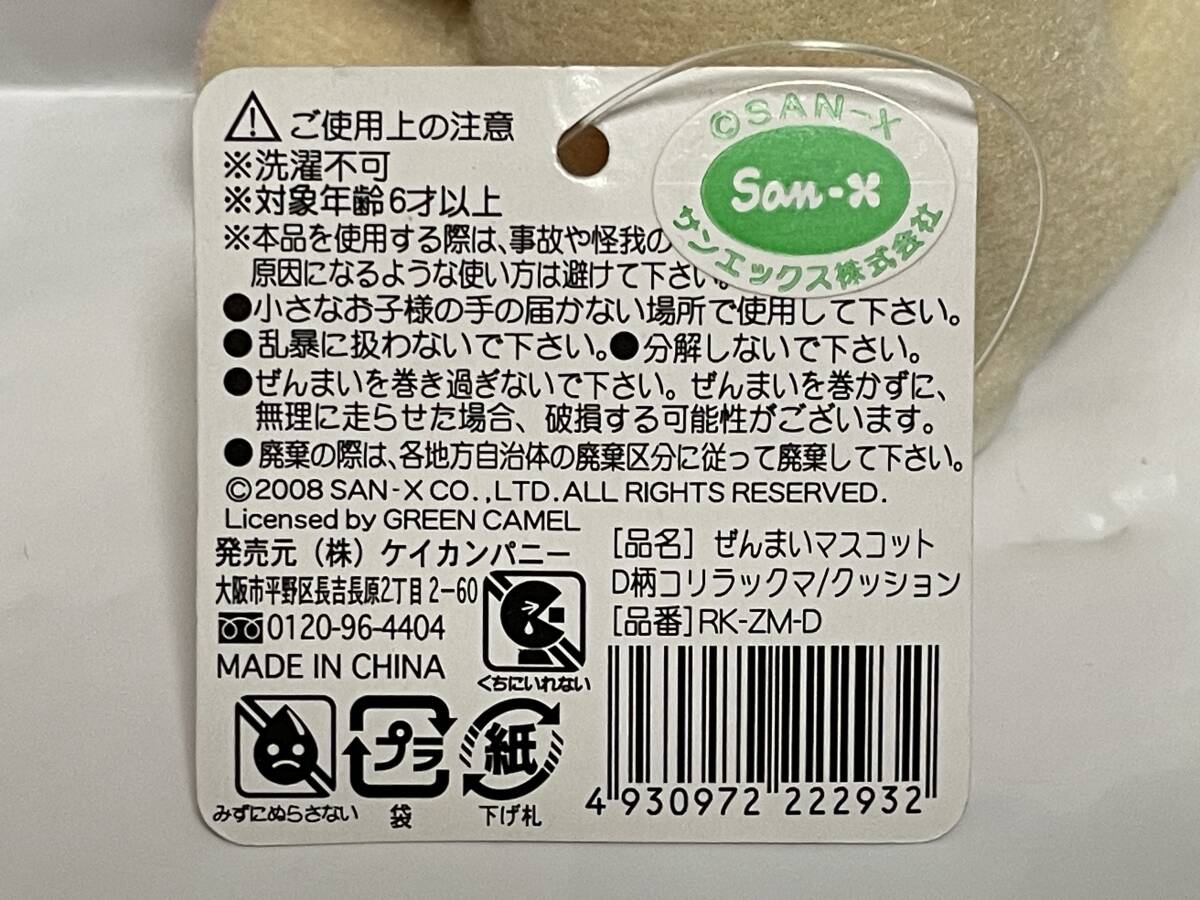 ご使用上の注意
※洗濯不可
※対象年齢6才以上
※本品を使用する際は、事故や怪我の
原因になるような使い方は避けて下さい。
●小さなお子様の手の届かない場所で使用して下さい。
●乱暴に扱わないで下さい。●分解しないで下さい。
●ぜんまいを巻き過ぎないで下さい。ぜんまいを巻かずに、
無理に走らせた場合、破損する可能性がございます。
●廃棄の際は、各地方自治体の廃棄区分に従って廃棄して下さい。
©2008 SAN-X CO.,LTD.ALL RIGHTS RESERVED.
Licensed by GREEN CAMEL
発売元(株)ケイカンパニー
大阪市平野区長吉長原2丁目2-60
0120-96-4404
MADE IN CHINA
くちにいれない
みずにぬらさない
プラ
袋
紙
下げ札
[品名] ぜんまいマスコット
D柄コリラックマ/クッション
[品番]RK-ZM-D
4 930972 222932
©SAN-X
San-X
サンエックス株式会社